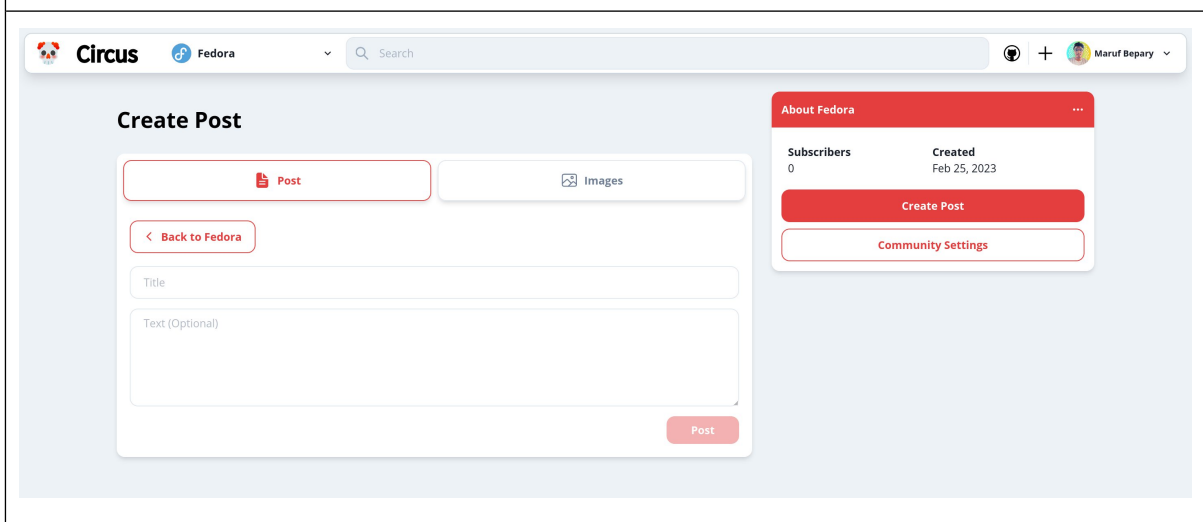 Circus
Fedora
Search
Maruf Bepary
Create Post
Post
Images
Back to Fedora
Title
Text (Optional)
Post
About Fedora
...
Subscribers
Created
0
Feb 25, 2023
Create Post
Community Settings